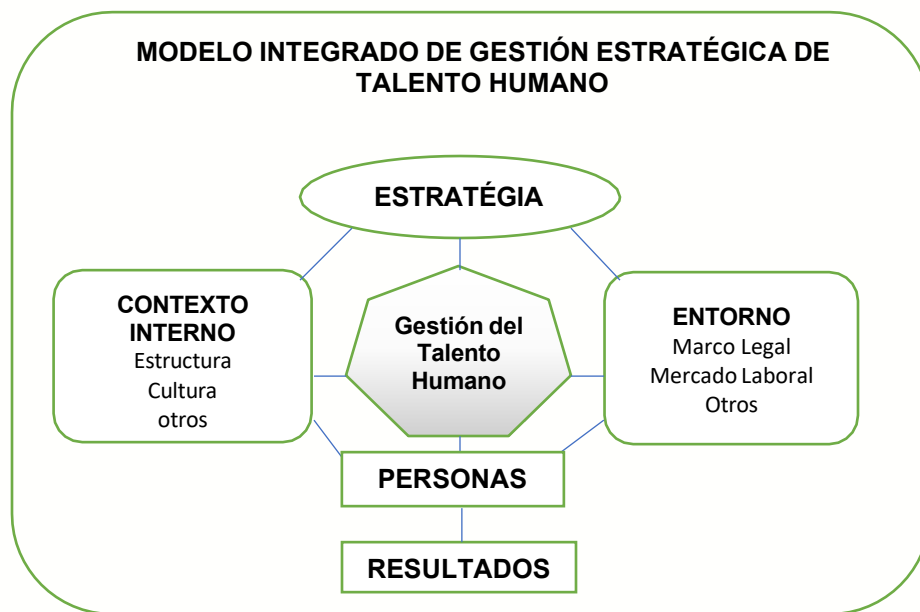 MODELO INTEGRADO DE GESTIÓN ESTRATÉGICA DE
TALENTO HUMANO
ESTRATÉGIA
CONTEXTO
INTERNO
Estructura
Cultura
otros
Gestión del
Talento
Humano
ENTORNO
Marco Legal
Mercado Laboral
Otros
PERSONAS
RESULTADOS